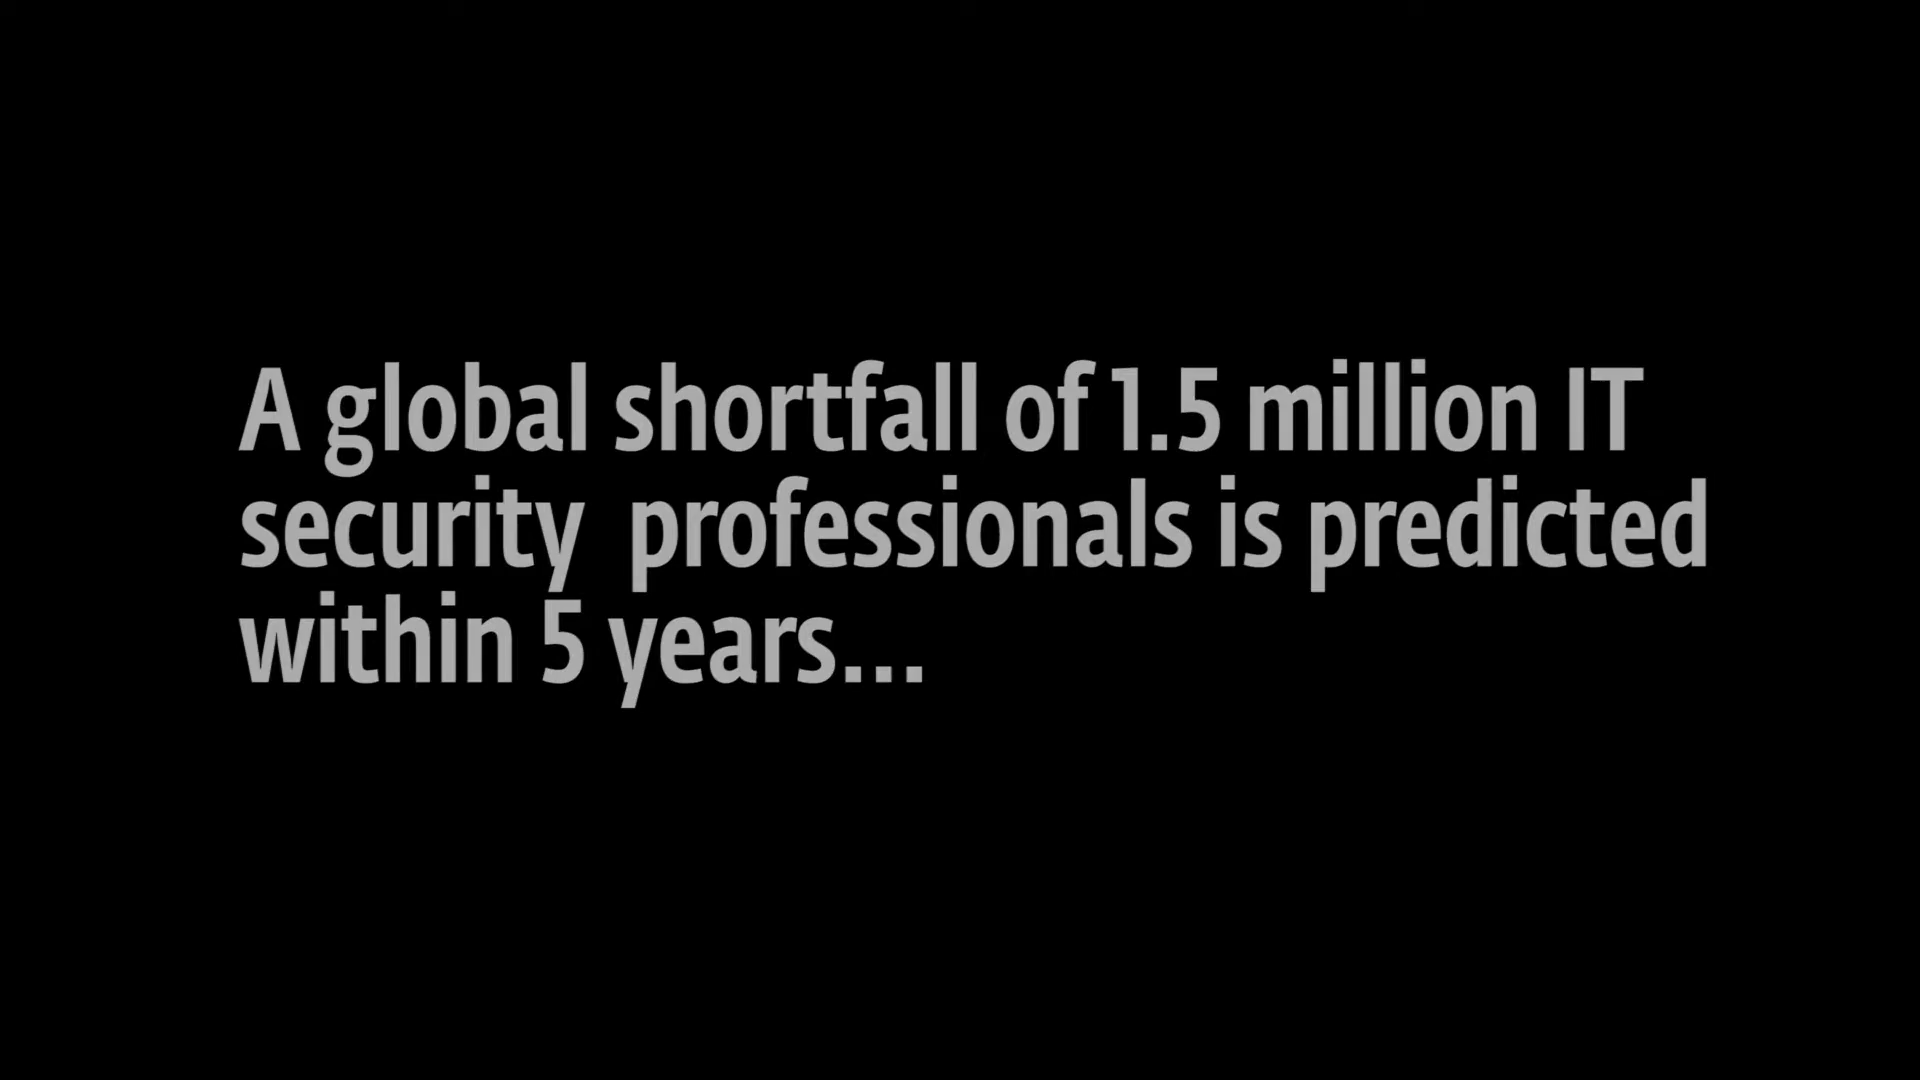 A global shortfall of 1.5 million IT
security  professionals is predicted
within 5 years...